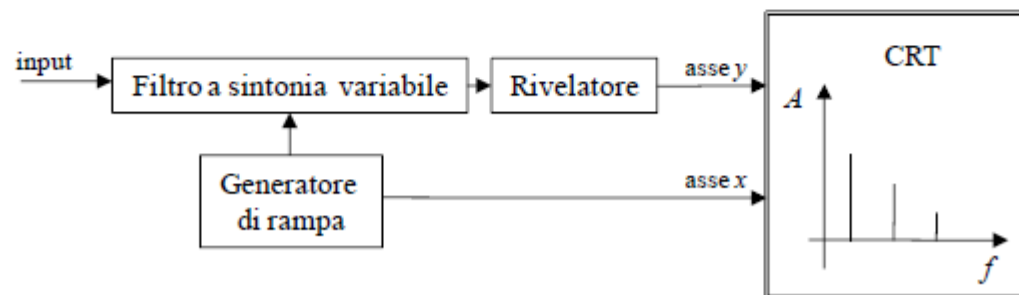 input
Filtro a sintonia variabile
Rivelatore
asse y
CRT
A
Generatore
di rampa
asse x
f